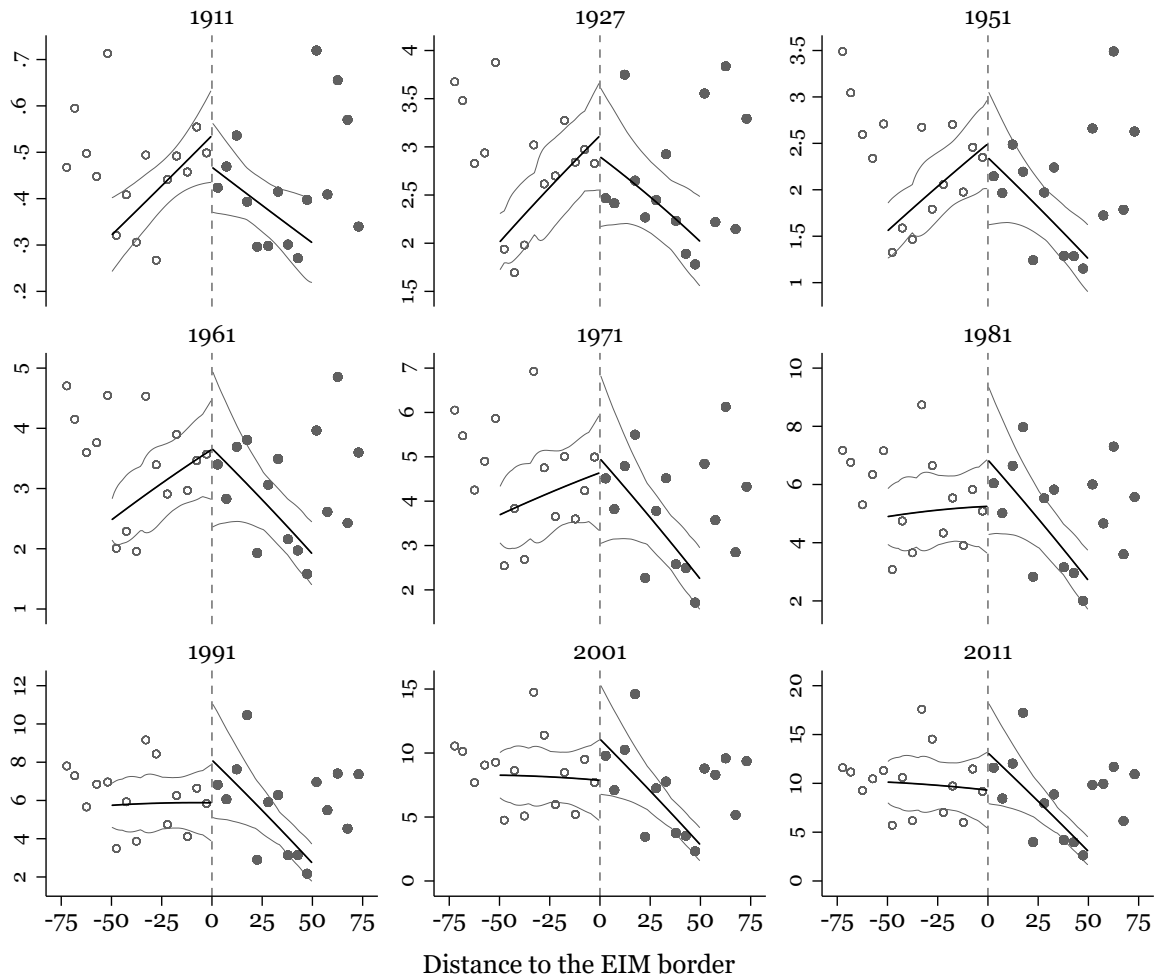 1911 1927 1951
.2 .3 .4 .5 .6 .7
1.5 2 2.5 3 3.5 4
1 1.5 2 2.5 3 3.5
1961 1971 1981
1 2 3 4 5
2 3 4 5 6 7
2 4 6 8 10
1991 2001 2011
2 4 6 8 10 12
0 5 10 15
0 5 10 15 20
-75 -50 -25 0 25 50 75
-75 -50 -25 0 25 50 75
-75 -50 -25 0 25 50 75
Distance to the EIM border